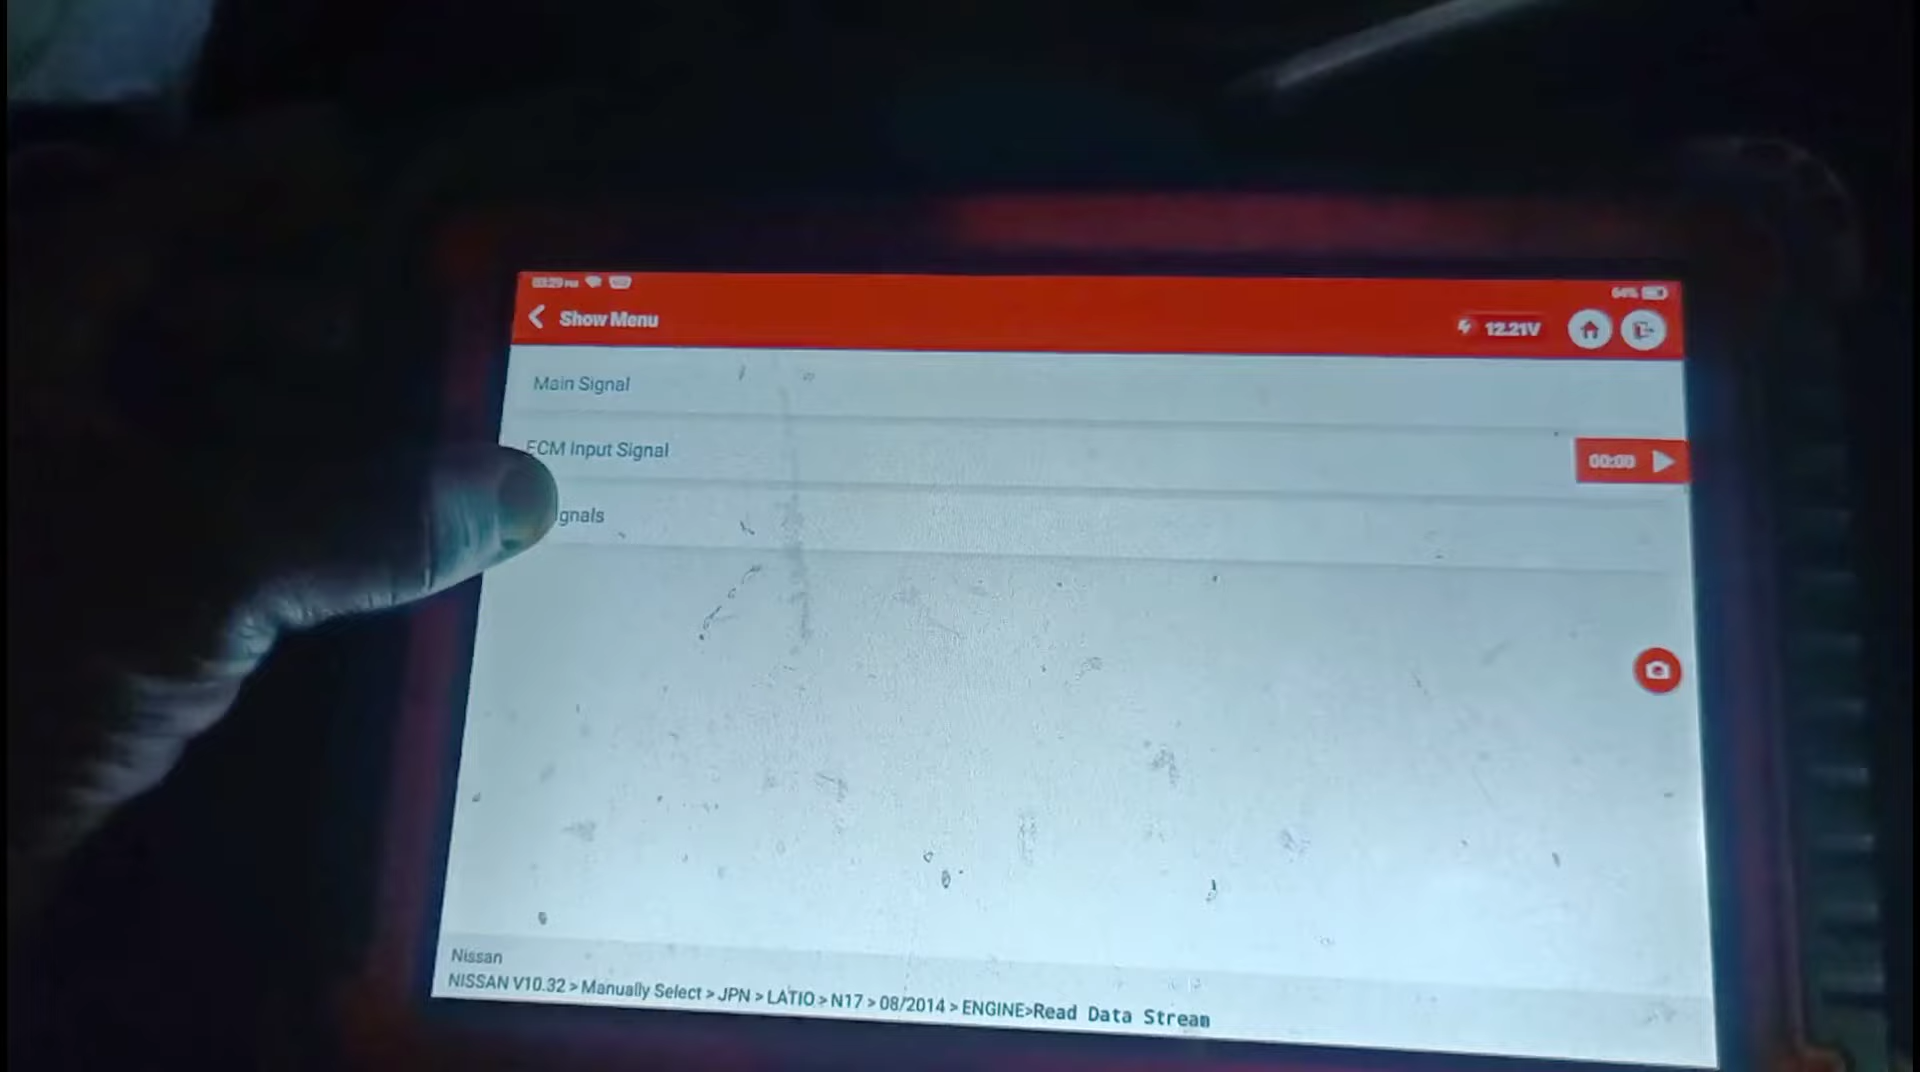 Show Menu
12.21V
Main Signal
ECM Input Signal
00:00
gnals
Nissan
NISSAN V10.32 > Manually Select > JPN > LATIO > N17 > 08/2014 > ENGINE>Read Data Stream